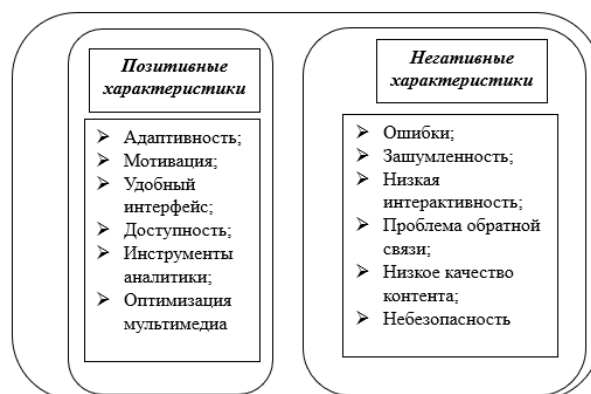 Позитивные
характеристики
➢ Адаптивность;
➢ Мотивация;
➢ Удобный
интерфейс;
➢ Доступность;
➢ Инструменты
аналитики;
➢ Оптимизация
мультимедиа
Негативные
характеристики
➢ Ошибки;
➢ Зашумленность;
➢ Низкая
интерактивность;
➢ Проблема обратной
связи;
➢ Низкое качество
контента;
➢ Небезопасность